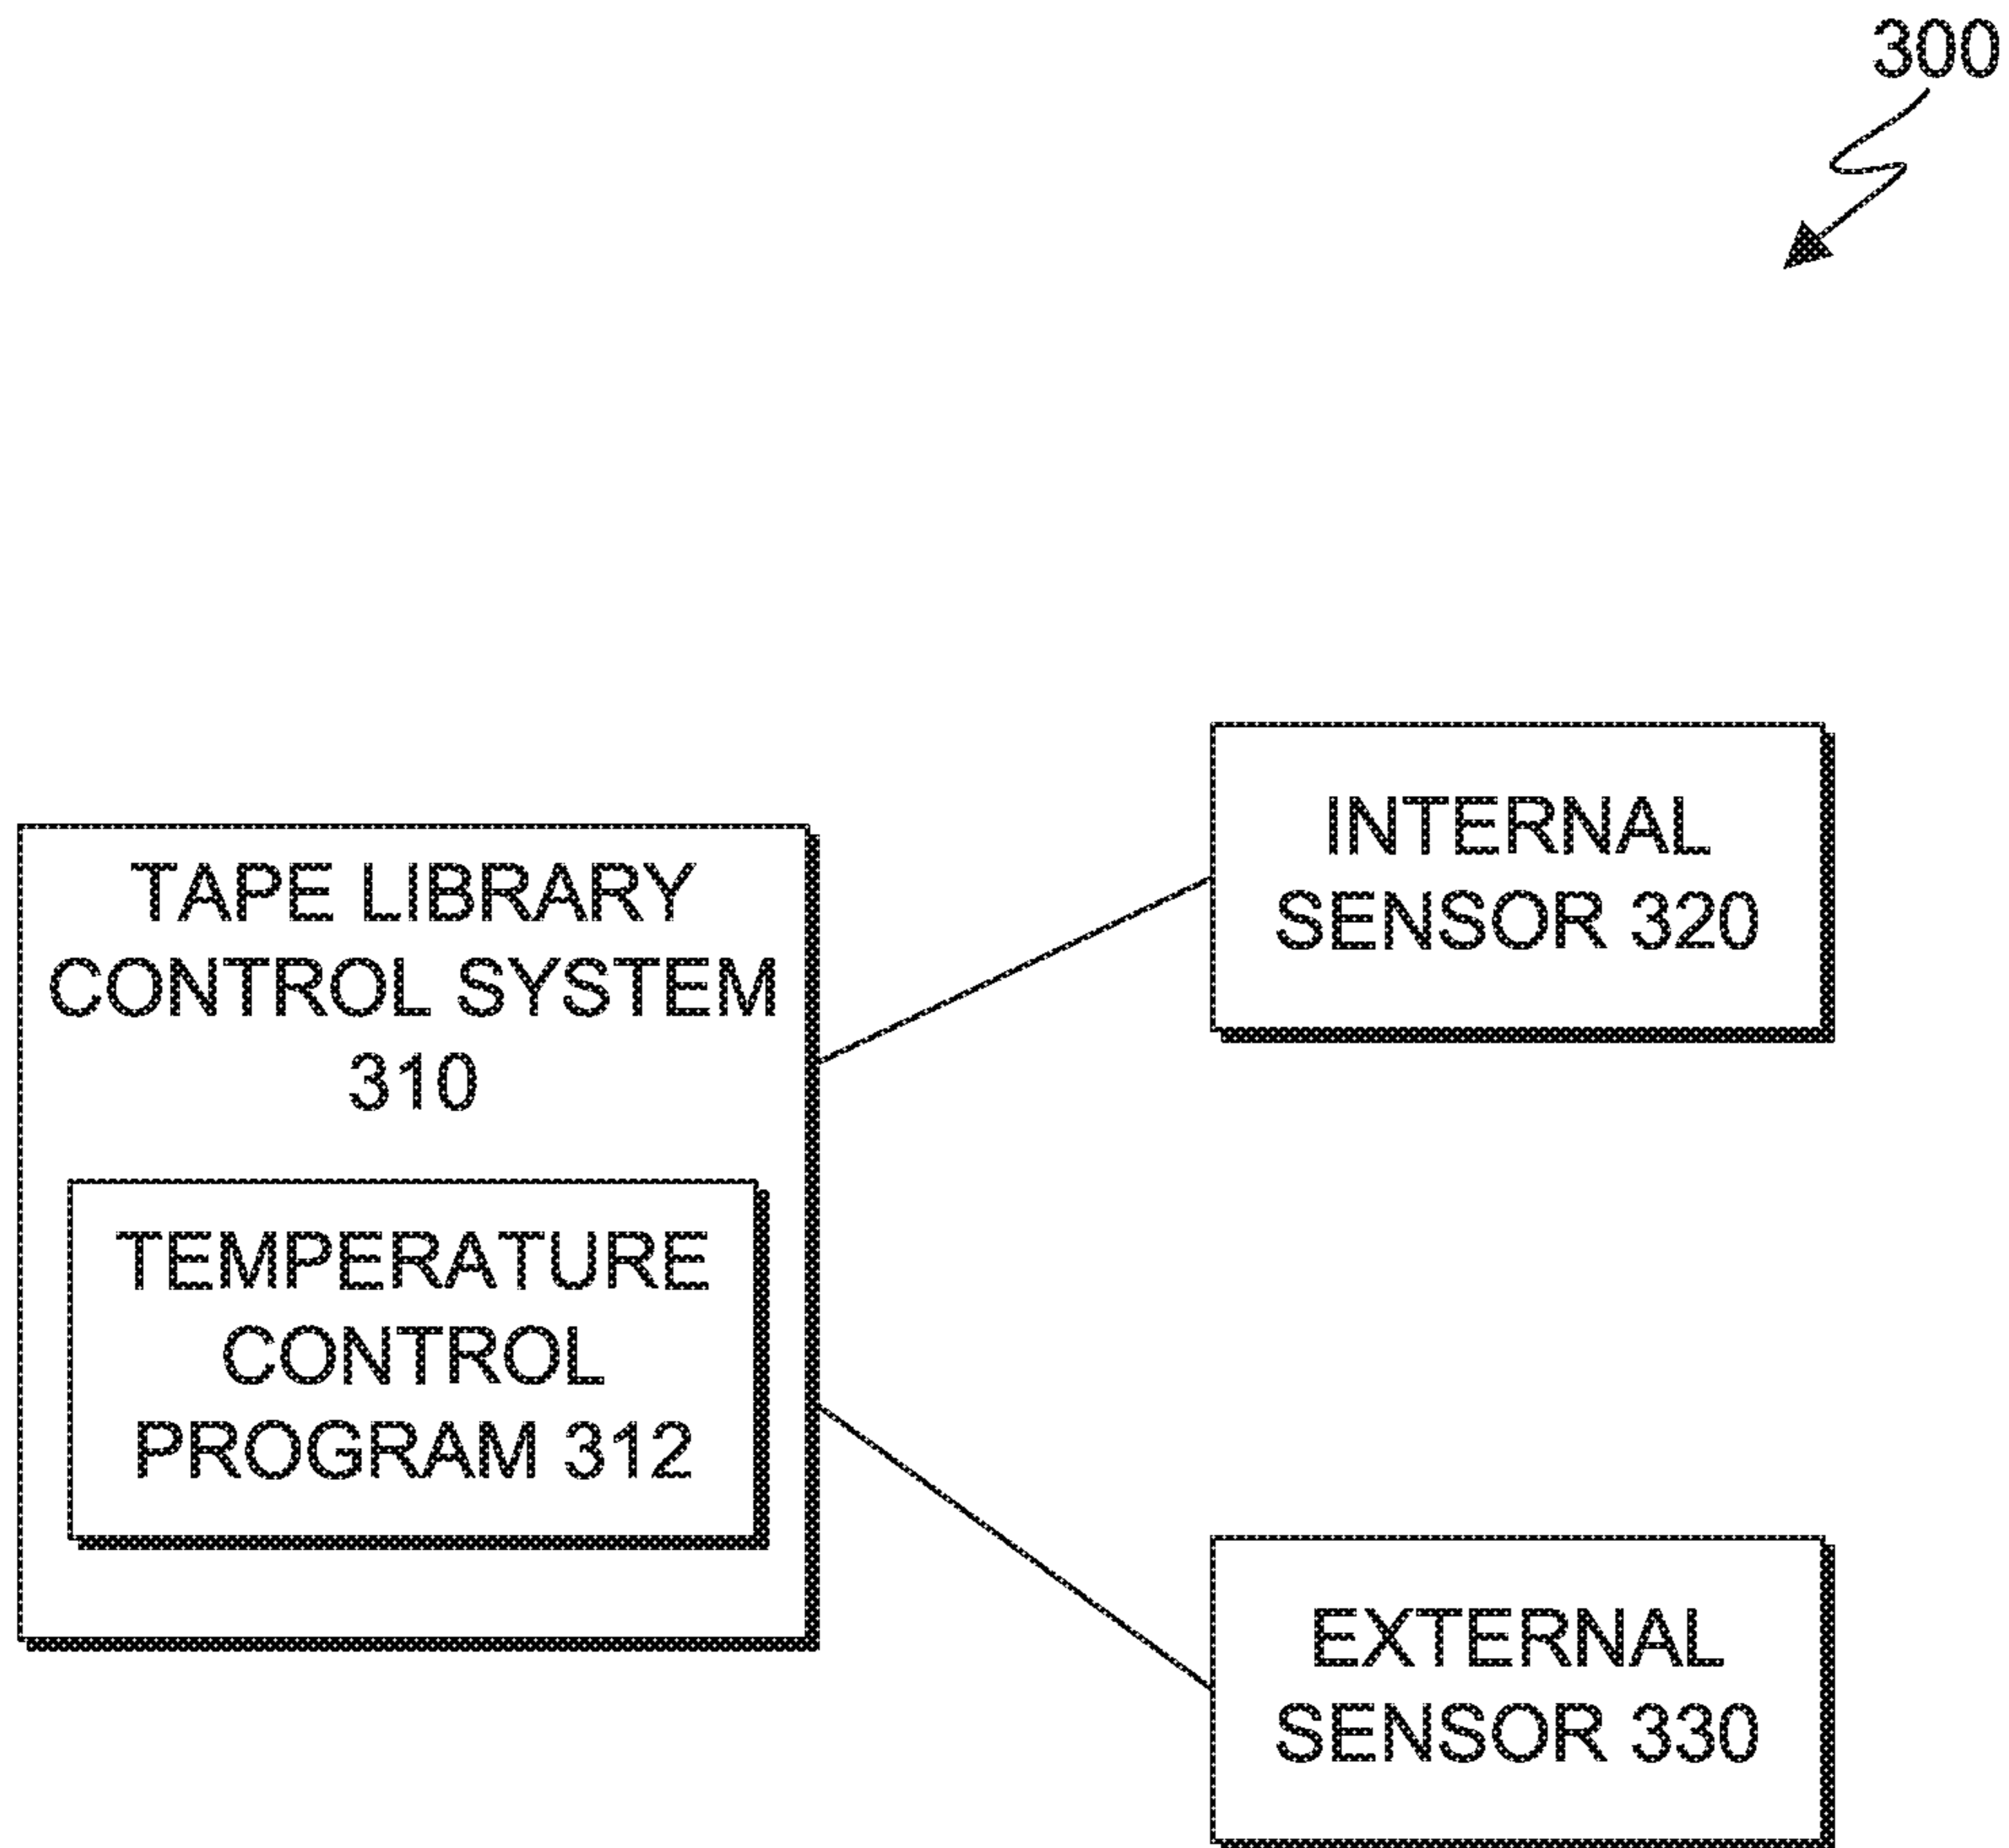 300
TAPE LIBRARY
CONTROL SYSTEM
310
TEMPERATURE
CONTROL
PROGRAM 312
INTERNAL
SENSOR 320
EXTERNAL
SENSOR 330